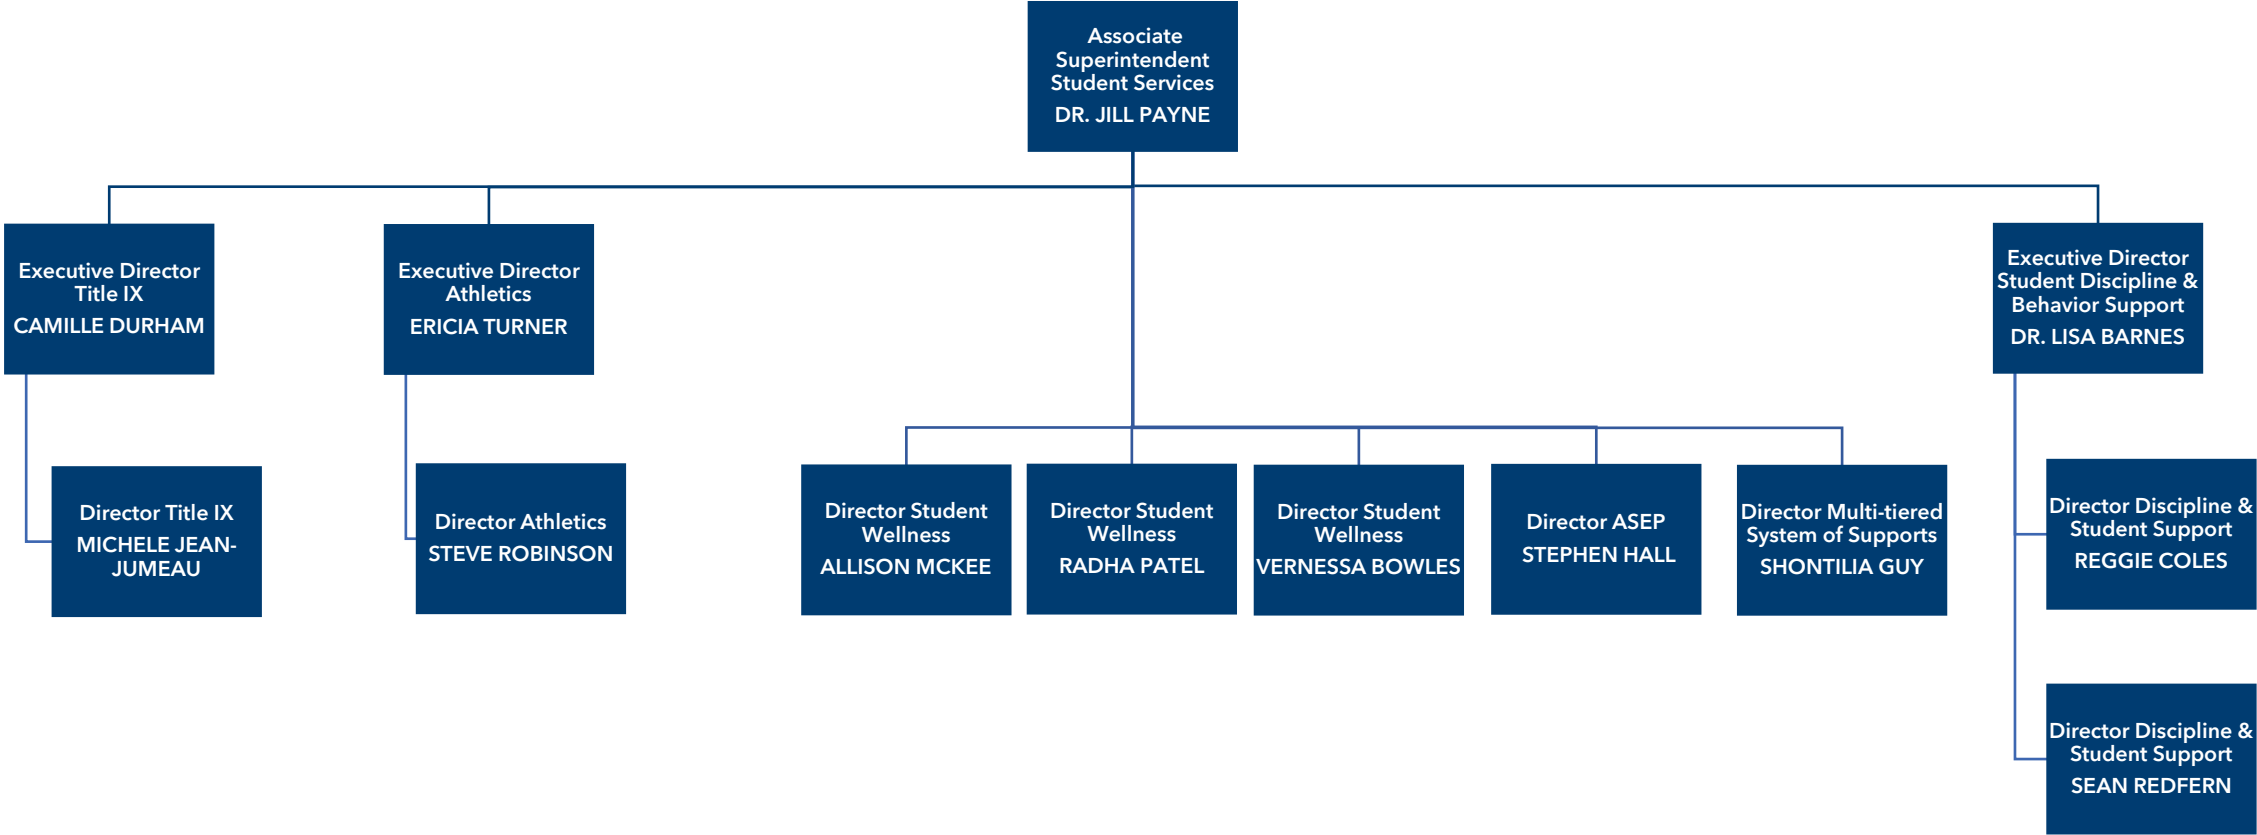 Associate
Superintendent
Student Services
DR. JILL PAYNE
Executive Director
Title IX
CAMILLE DURHAM
Executive Director
Athletics
ERICIA TURNER
Executive Director
Student Discipline &
Behavior Support
DR. LISA BARNES
Director Title IX
MICHELE JEAN-
JUMEAU
Director Athletics
STEVE ROBINSON
Director Student
Wellness
ALLISON MCKEE
Director Student
Wellness
RADHA PATEL
Director Student
Wellness
VERNESSA BOWLES
Director ASEP
STEPHEN HALL
Director Multi-tiered
System of Supports
SHONTILIA GUY
Director Discipline &
Student Support
REGGIE COLES
Director Discipline &
Student Support
SEAN REDFERN